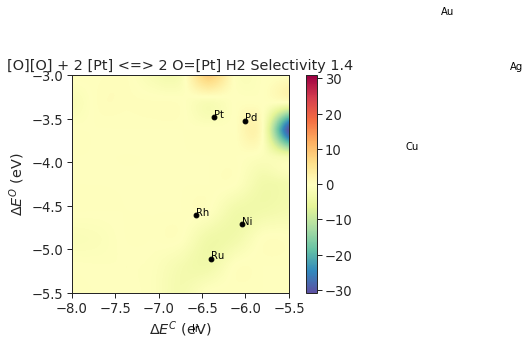 Au
Ag
[O][O] + 2 [Pt] <=> 2 O=[Pt] H2 Selectivity 1.4
Cu
−3.0
−3.5
−4.0
−4.5
−5.0
−5.5
ΔE^O (eV)
Pt
Pd
Rh
Ni
Ru
30
20
10
0
−10
−20
−30
−8.0 −7.5 −7.0 −6.5 −6.0 −5.5
ΔE^C (eV)
Ir